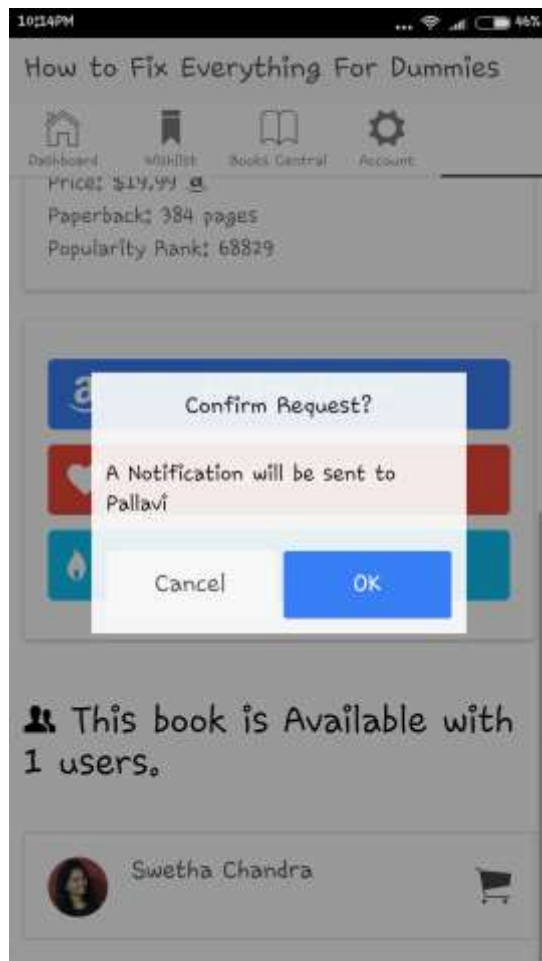 10:14PM
... 46%
How to Fix Everything For Dummies
Dashboard Wishlist Books Central Account
Price: $19.99 a
Paperback: 384 pages
Popularity Rank: 68829
a
Confirm Request?
A Notification will be sent to
Pallavi
Cancel OK
This book is Available with
1 users.
Swetha Chandra